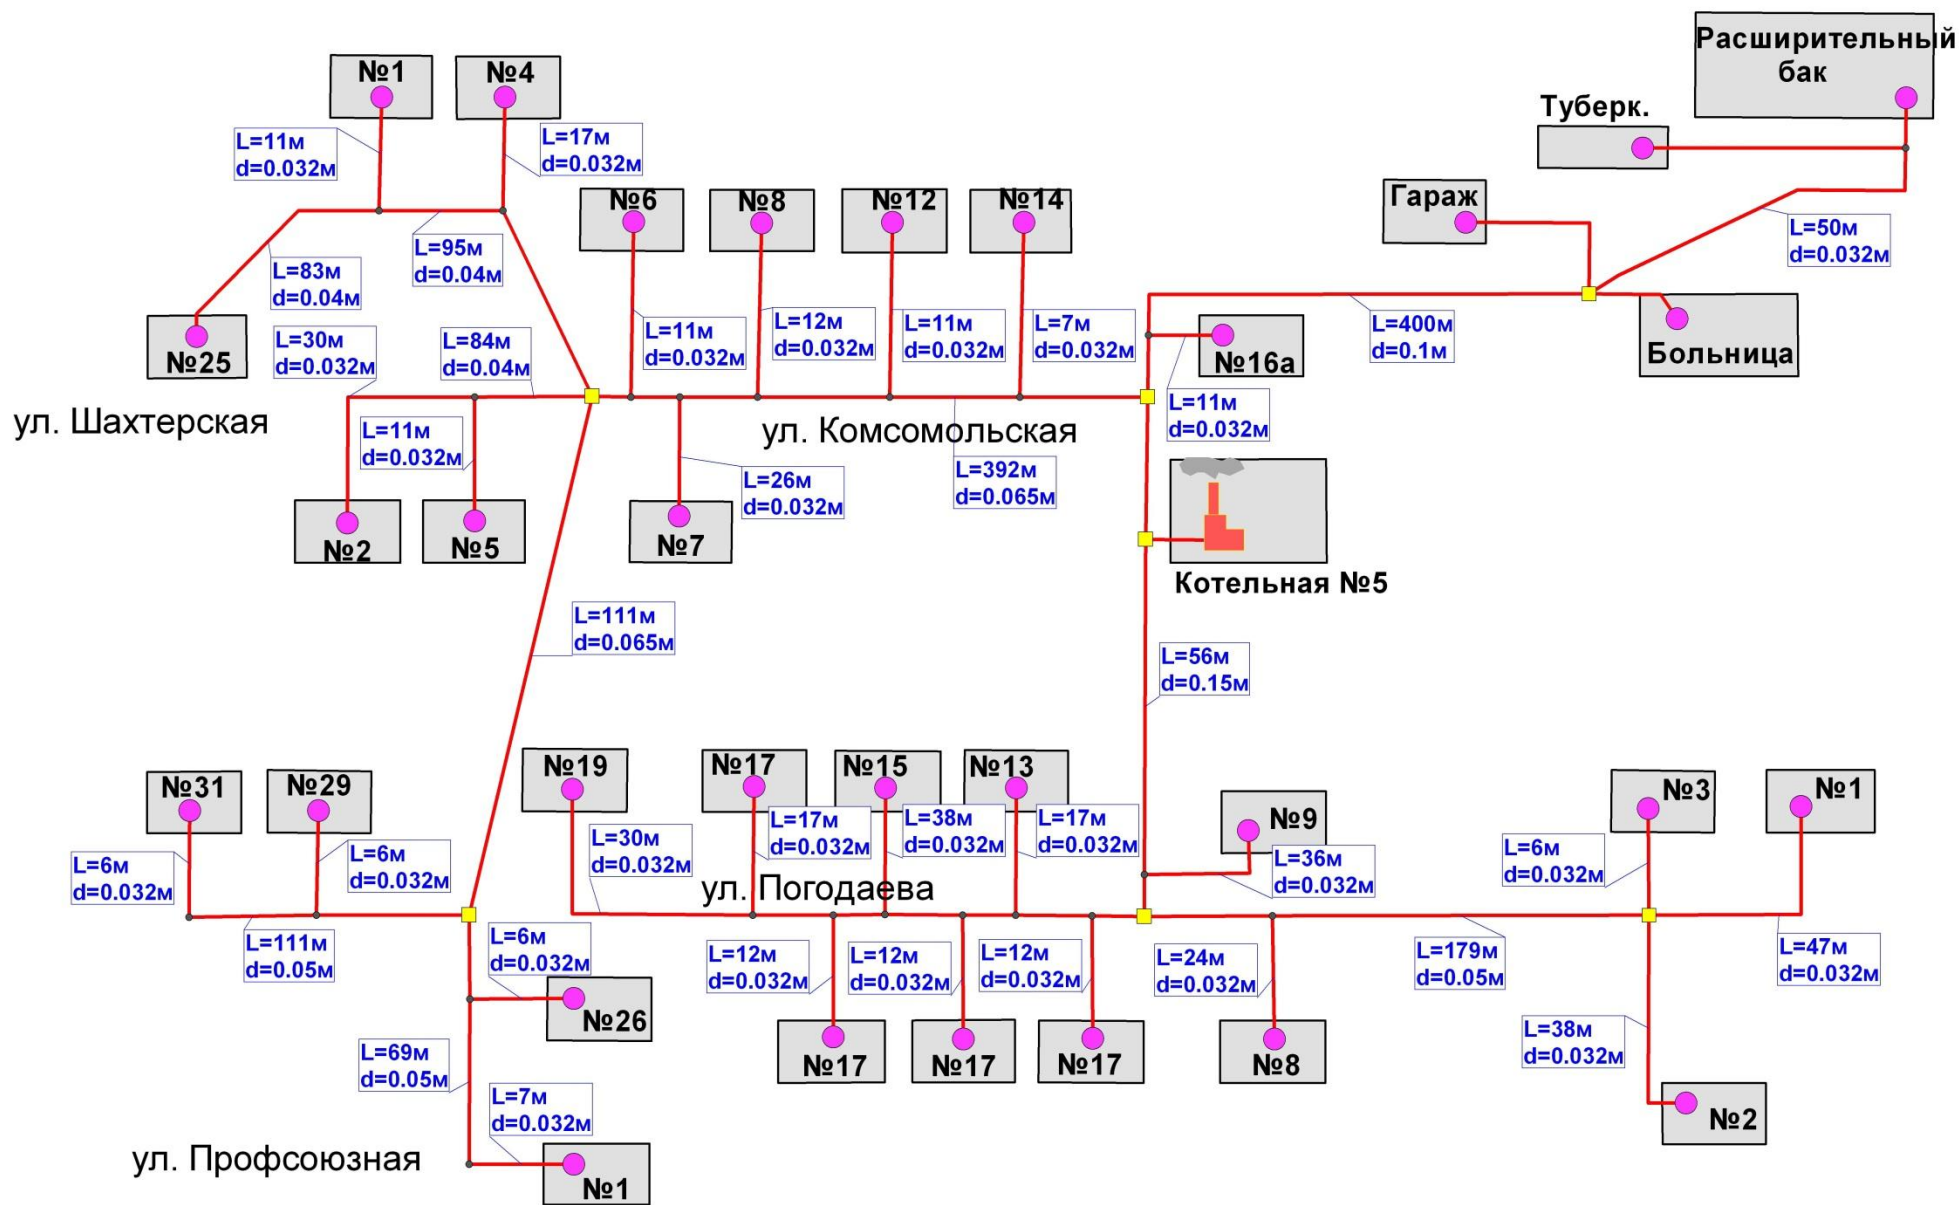 Расширительный
бак
№1
№4
Туберк.
L=11м
d=0.032м
L=17м
d=0.032м
№6
№8
№12
№14
Гараж
L=50м
d=0.032м
L=95м
d=0.04м
L=83м
d=0.04м
№25
L=30м
d=0.032м
L=84м
d=0.04м
L=11м
d=0.032м
L=12м
d=0.032м
L=11м
d=0.032м
L=7м
d=0.032м
№16а
L=400м
d=0.1м
Больница
ул. Шахтерская
L=11м
d=0.032м
ул. Комсомольская
L=11м
d=0.032м
L=26м
d=0.032м
L=392м
d=0.065м
№2
№5
№7
Котельная №5
L=111м
d=0.065м
L=56м
d=0.15м
№31
№29
№19
№17
№15
№13
№9
№3
№1
L=6м
d=0.032м
L=6м
d=0.032м
L=30м
d=0.032м
L=17м
d=0.032м
L=38м
d=0.032м
L=17м
d=0.032м
L=36м
d=0.032м
L=6м
d=0.032м
ул. Погодаева
L=111м
d=0.05м
L=6м
d=0.032м
L=12м
d=0.032м
L=12м
d=0.032м
L=12м
d=0.032м
L=24м
d=0.032м
L=179м
d=0.05м
L=47м
d=0.032м
№26
L=69м
d=0.05м
№17
№17
№17
№8
L=38м
d=0.032м
№2
L=7м
d=0.032м
ул. Профсоюзная
№1